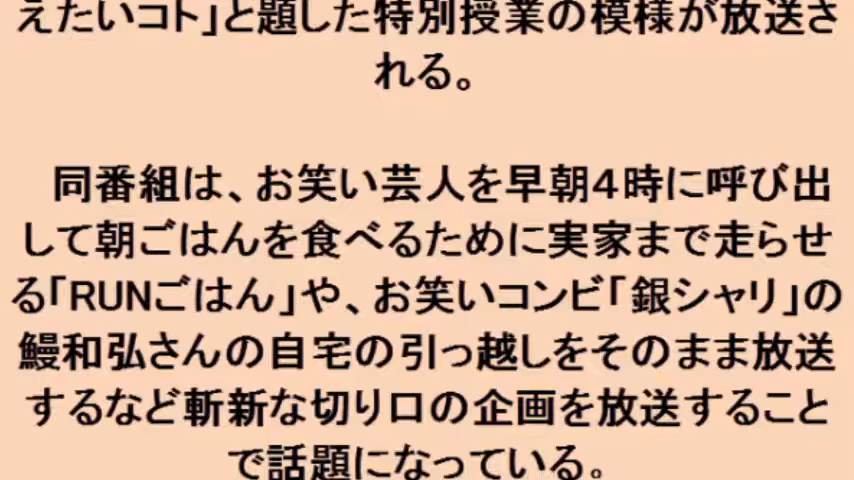 えたいコト」と題した特別授業の模様が放送さ
れる。
同番組は、お笑い芸人を早朝４時に呼び出
して朝ごはんを食べるために実家まで走らせ
る「RUNごはん」や、お笑いコンビ「銀シャリ」の
鰻和弘さんの自宅の引っ越しをそのまま放送
するなど斬新な切り口の企画を放送すること
で話題になっている。